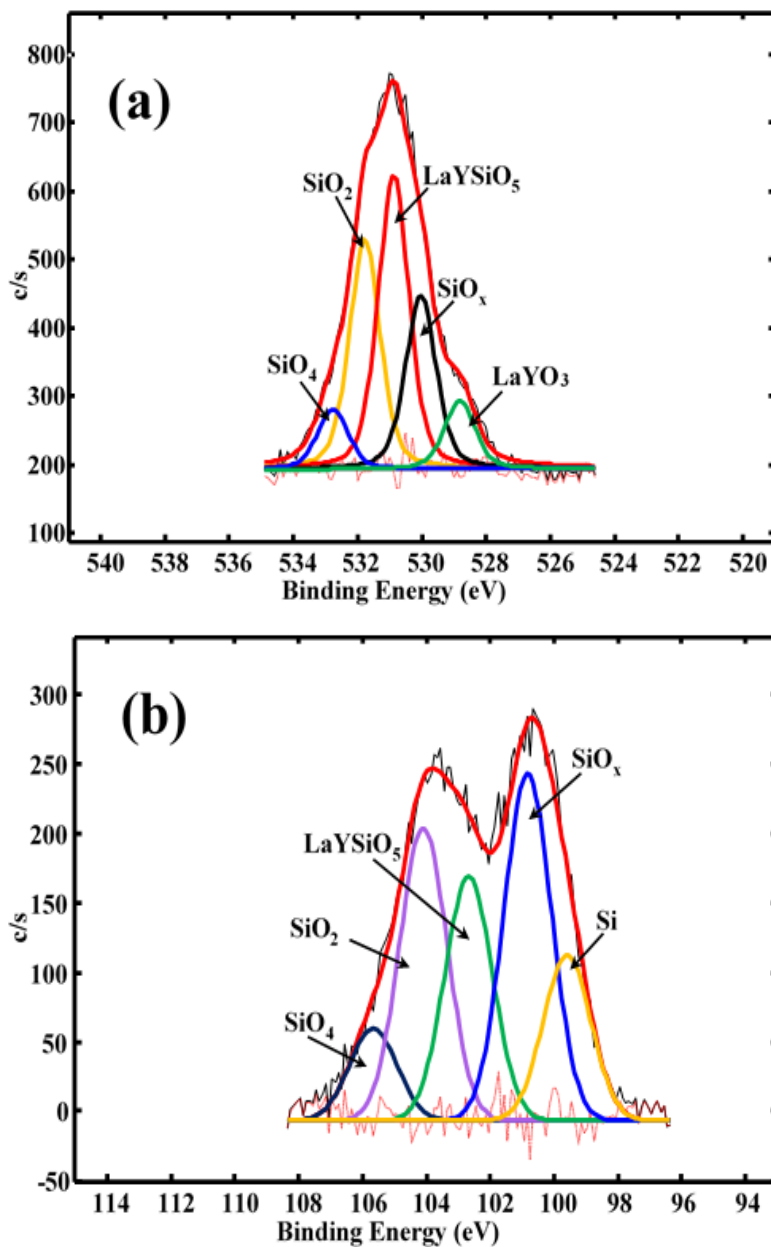 (a)
800
700
600
500
400
300
200
100
c/s
SiO₂
LaYSiO₅
SiOₓ
SiO₄
LaYO₃
540 538 536 534 532 530 528 526 524 522 520
Binding Energy (eV)
(b)
300
250
200
150
100
50
0
-50
c/s
SiOₓ
LaYSiO₅
SiO₂
Si
SiO₄
114 112 110 108 106 104 102 100 98 96 94
Binding Energy (eV)